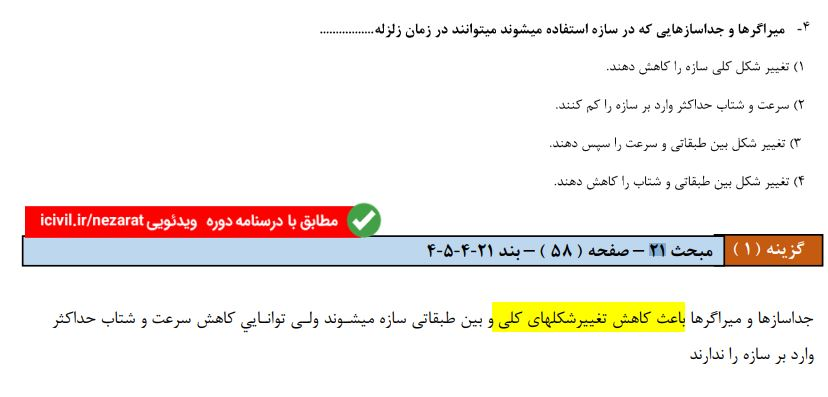 ۴- میراگرها و جداسازهایی که در سازه استفاده میشوند میتوانند در زمان زلزله.................
۱) تغییر شکل کلی سازه را کاهش دهند.
۲) سرعت و شتاب حداکثر وارد بر سازه را کم کنند.
۳) تغییر شکل بین طبقاتی و سرعت را سپس دهند.
۴) تغییر شکل بین طبقاتی و شتاب را کاهش دهند.
مطابق با درسنامه دوره ویدئویی icivil.ir/nezarat
گزینه (۱) مبحث ۲۱ – صفحه (۵۸) – بند ۲۱-۴-۵-۴
جداسازها و میراگرها باعث کاهش تغییرشکلهای کلی و بین طبقاتی سازه میشوند ولی توانایي کاهش سرعت و شتاب حداکثر
وارد بر سازه را ندارند